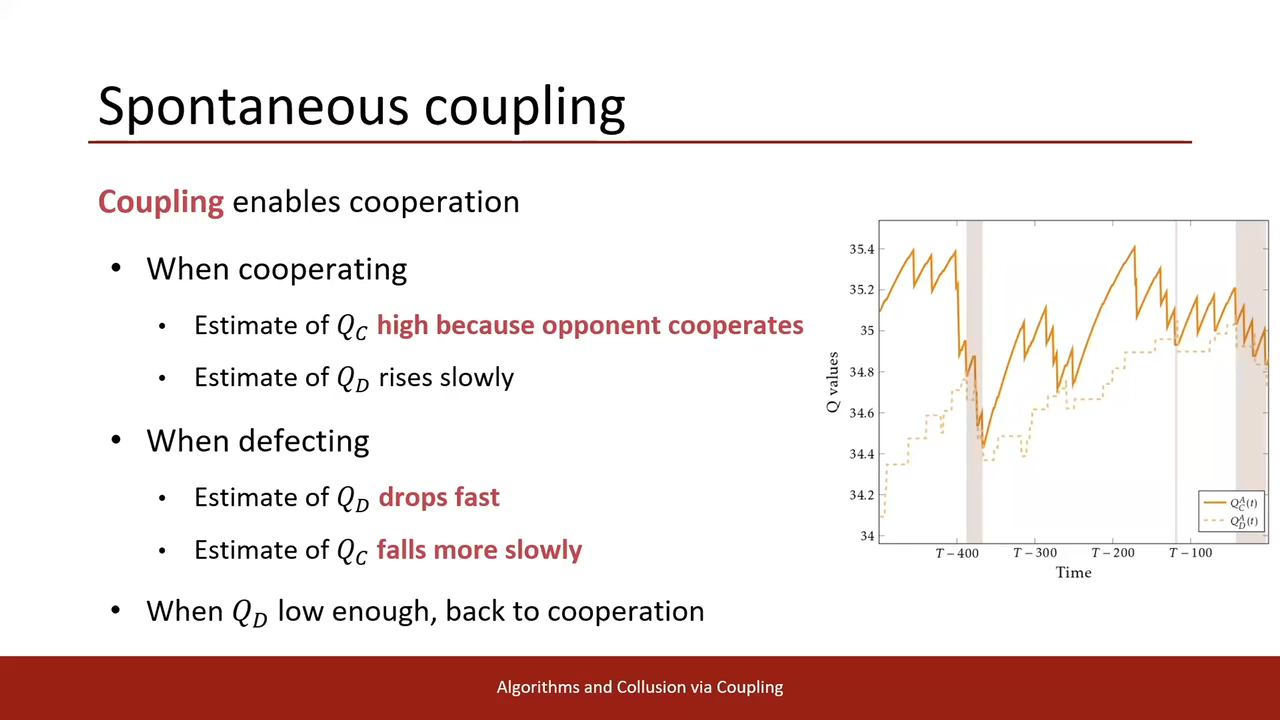 Spontaneous coupling
Coupling enables cooperation
• When cooperating
• Estimate of Q_C high because opponent cooperates
• Estimate of Q_D rises slowly
• When defecting
• Estimate of Q_D drops fast
• Estimate of Q_C falls more slowly
• When Q_D low enough, back to cooperation
Q values
35.4
35.2
35
34.8
34.6
34.4
34.2
34
Q_C^A(t)
Q_D^A(t)
T − 400 T − 300 T − 200 T − 100
Time
Algorithms and Collusion via Coupling